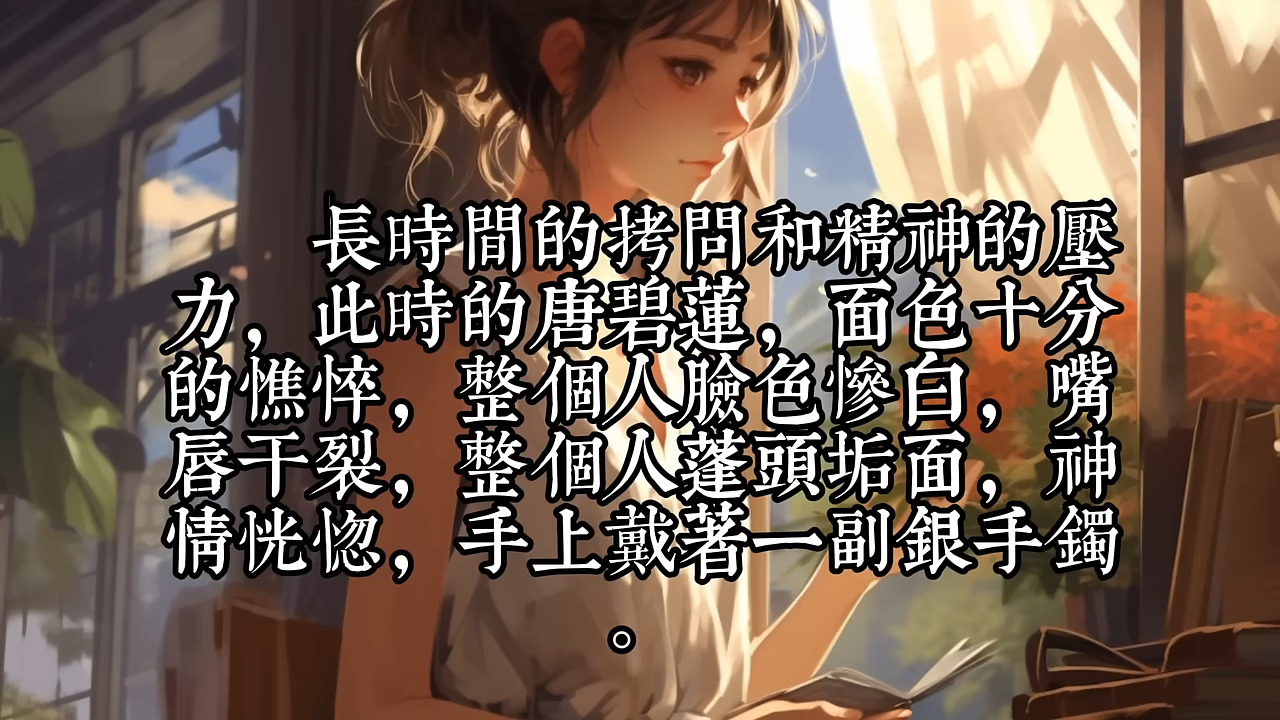 長時間的拷問和精神的壓
力，此時的唐碧蓮，面色十分
的憔悴，整個人臉色慘白，嘴
唇干裂，整個人蓬頭垢面，神
情恍惚，手上戴著一副銀手鐲
。